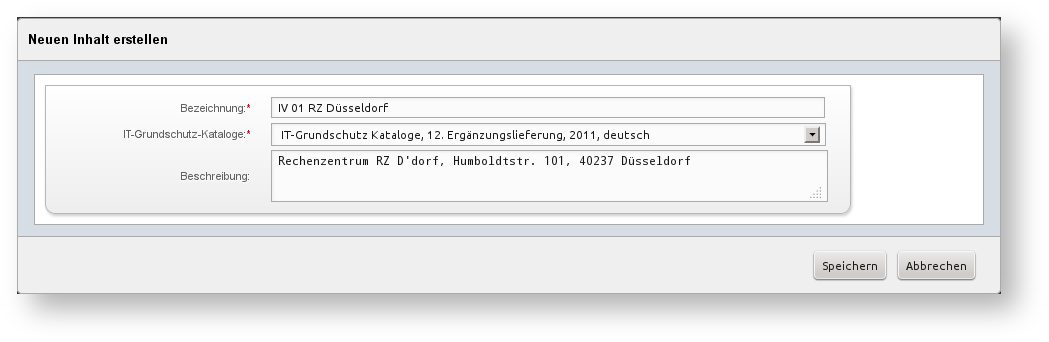 Neuen Inhalt erstellen
Bezeichnung:* IV 01 RZ Düsseldorf
IT-Grundschutz-Kataloge:* IT-Grundschutz Kataloge, 12. Ergänzungslieferung, 2011, deutsch
Beschreibung: Rechenzentrum RZ D'dorf, Humboldtstr. 101, 40237 Düsseldorf
Speichern Abbrechen